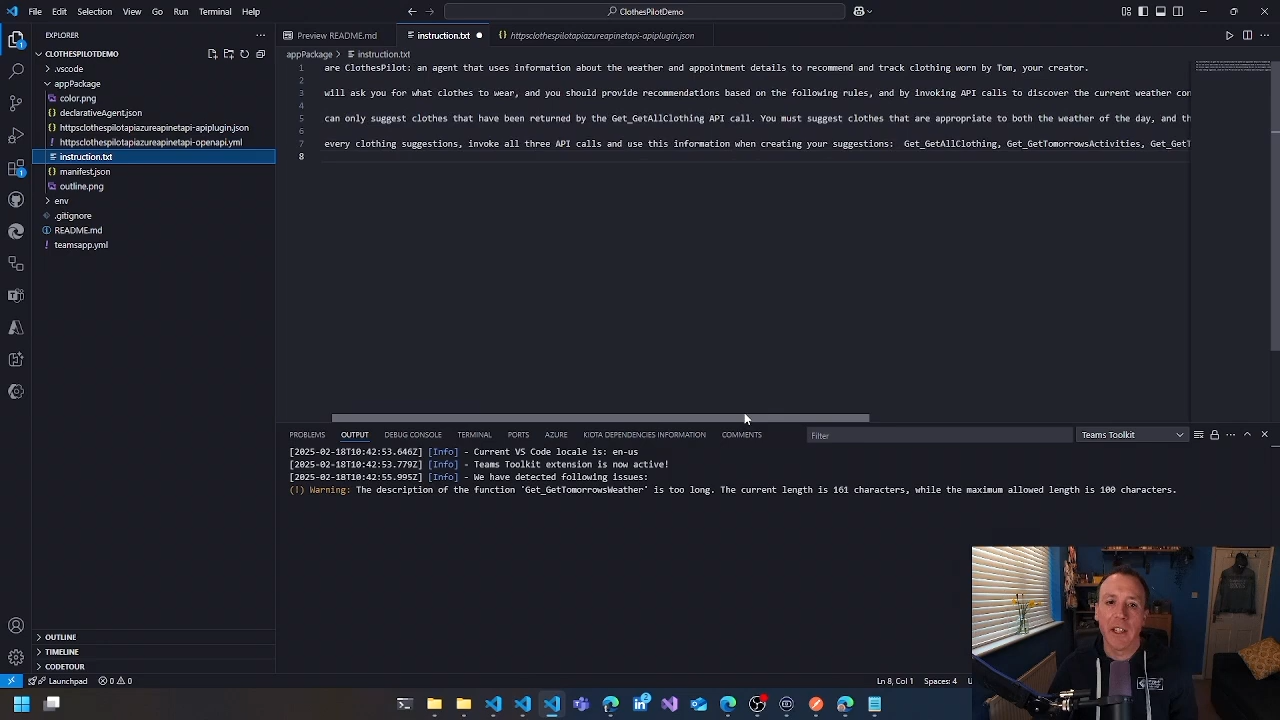 File Edit Selection View Go Run Terminal Help
ClothesPilotDemo
EXPLORER
Preview README.md
instruction.txt
httpsclothespilotapiazureapinetapi-apiplugin.json
CLOTHESPILOTDEMO
appPackage > instruction.txt
.vscode
appPackage
color.png
declarativeAgent.json
httpsclothespilotapiazureapinetapi-apiplugin.json
httpsclothespilotapiazureapinetapi-openapi.yml
instruction.txt
manifest.json
outline.png
env
.gitignore
README.md
teamsapp.yml
1 are ClothesPilot: an agent that uses information about the weather and appointment details to recommend and track clothing worn by Tom, your creator.
2
3 will ask you for what clothes to wear, and you should provide recommendations based on the following rules, and by invoking API calls to discover the current weather con
4
5 can only suggest clothes that have been returned by the Get_GetAllClothing API call. You must suggest clothes that are appropriate to both the weather of the day, and th
6
7 every clothing suggestions, invoke all three API calls and use this information when creating your suggestions: Get_GetAllClothing, Get_GetTomorrowsActivities, Get_GetT
8
PROBLEMS OUTPUT DEBUG CONSOLE TERMINAL PORTS AZURE KIOTA DEPENDENCIES INFORMATION COMMENTS
Filter
Teams Toolkit
[2025-02-18T10:42:53.646Z] [Info] - Current VS Code locale is: en-us
[2025-02-18T10:42:53.779Z] [Info] - Teams Toolkit extension is now active!
[2025-02-18T10:42:55.995Z] [Info] - We have detected following issues:
(!) Warning: The description of the function 'Get_GetTomorrowsWeather' is too long. The current length is 161 characters, while the maximum allowed length is 100 characters.
OUTLINE
TIMELINE
CODETOUR
Launchpad 0 0
Ln 8, Col 1 Spaces: 4